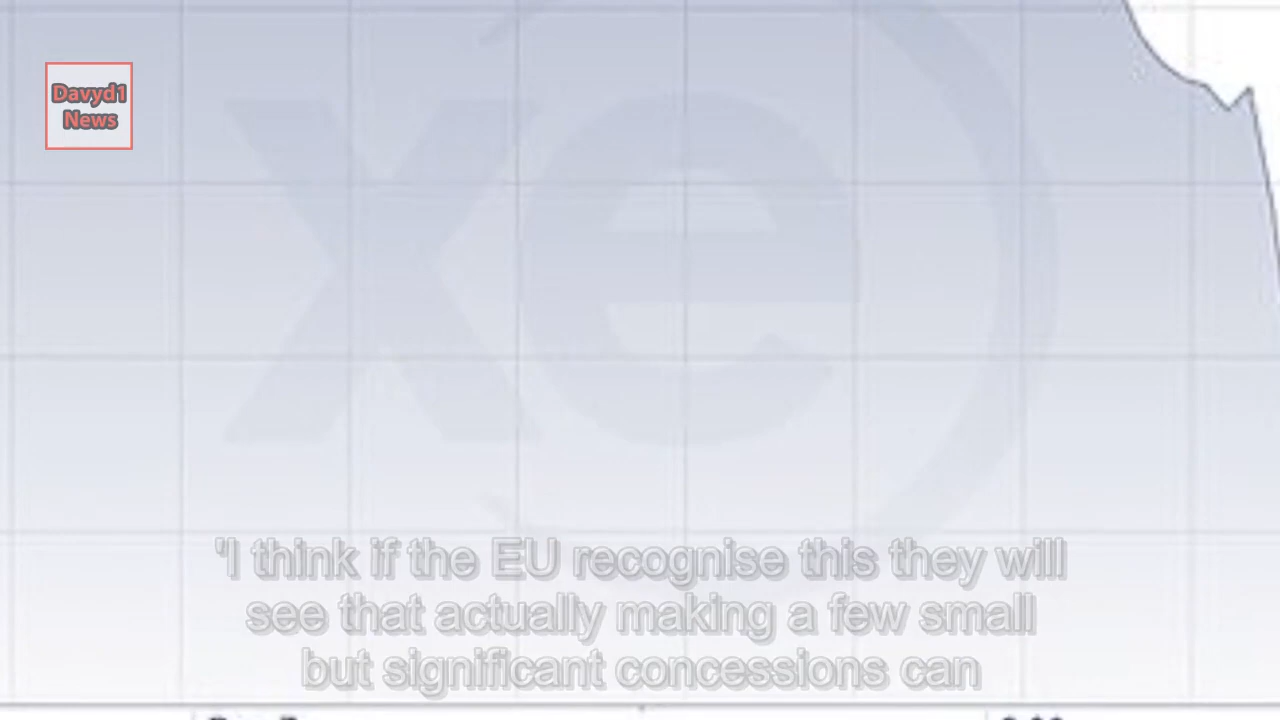 Davyd1
News
xe
'I think if the EU recognise this they will
see that actually making a few small
but significant concessions can